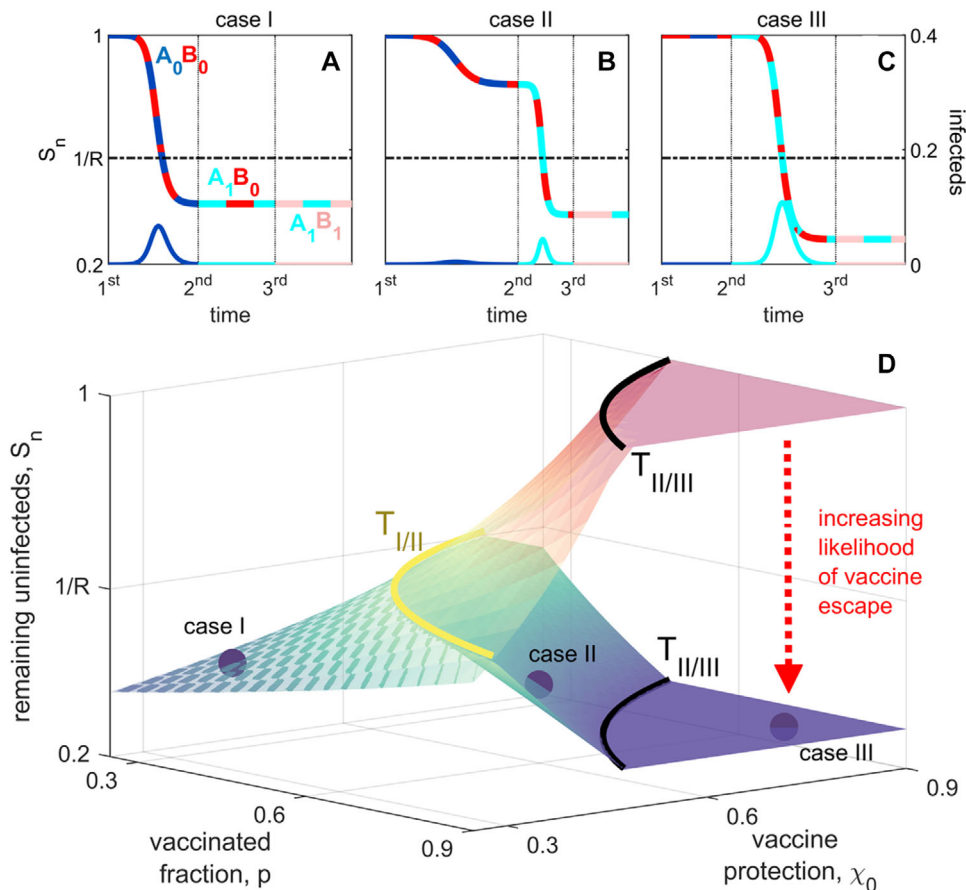 case I
case II
case III
1
A
B
C
0.4
A₀B₀
Sₙ
1/R
0.2
infecteds
A₁B₀
A₁B₁
0.2
0
1st
2nd
3rd
1st
2nd
3rd
1st
2nd
3rd
time
time
time
D
1
remaining uninfecteds, Sₙ
T II/III
T I/II
increasing
likelihood
of vaccine
escape
1/R
case I
case II
T II/III
case III
0.2
0.3
0.6
0.9
0.3
0.6
0.9
vaccinated
fraction, p
vaccine
protection, χ₀